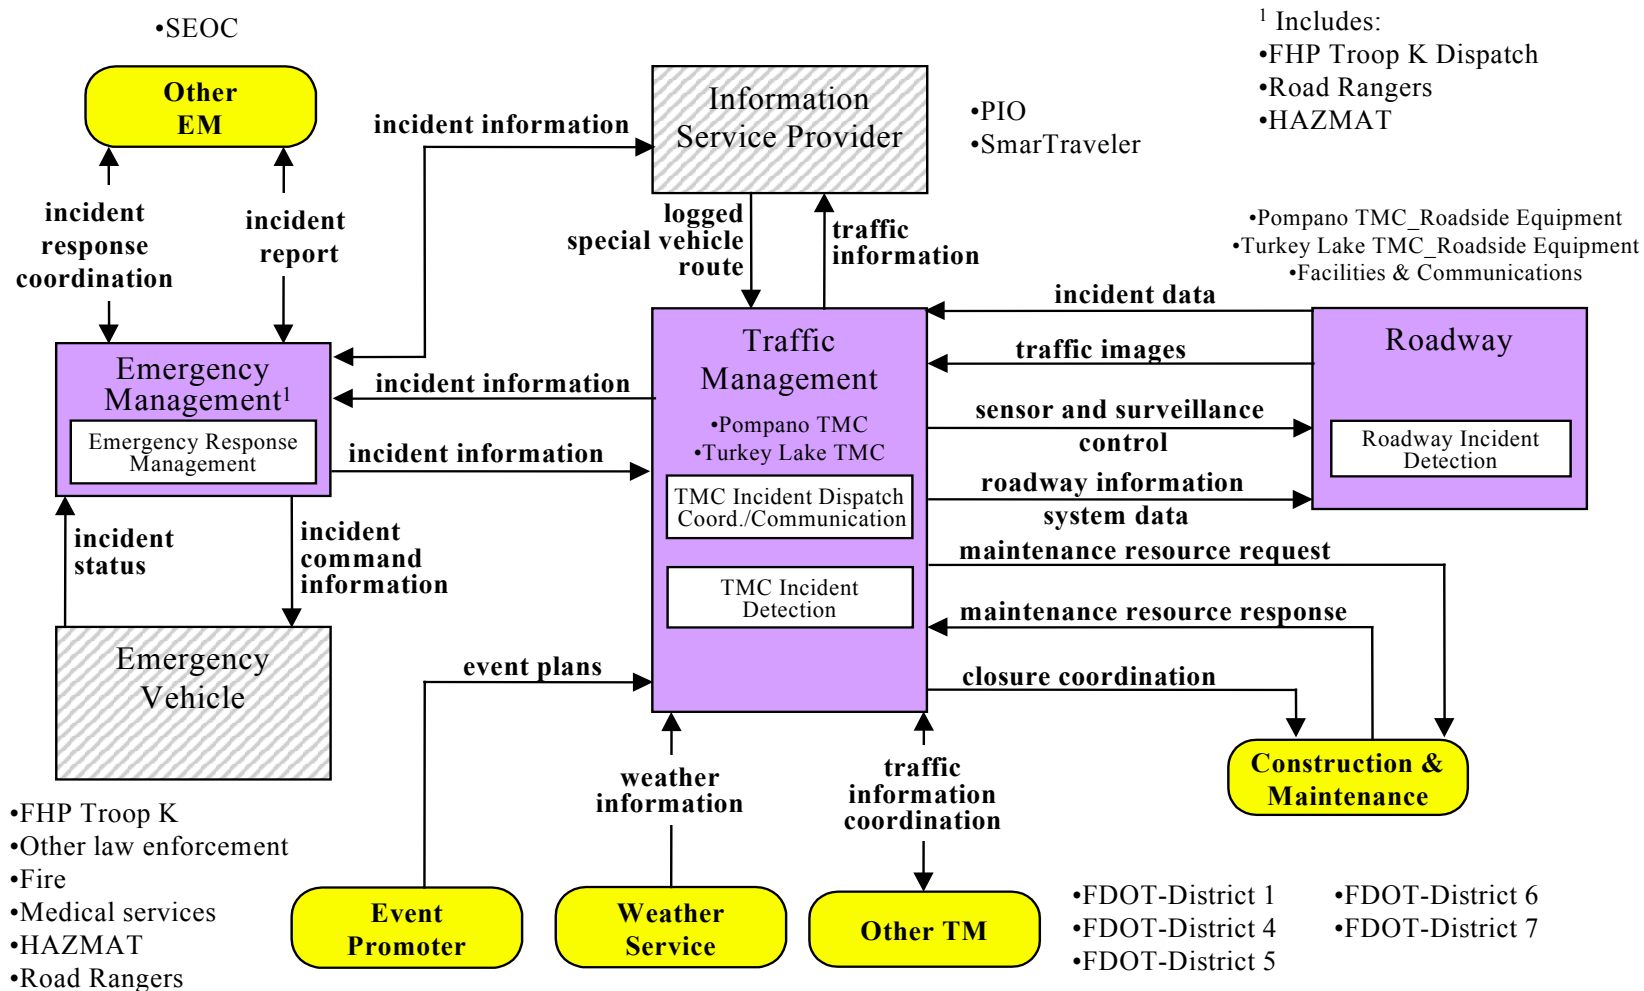 •SEOC
Other
EM
incident information
Information
Service Provider
•PIO
•SmarTraveler
1 Includes:
•FHP Troop K Dispatch
•Road Rangers
•HAZMAT
incident
response
coordination
incident
report
logged
special vehicle
route
traffic
information
•Pompano TMC_Roadside Equipment
•Turkey Lake TMC_Roadside Equipment
•Facilities & Communications
Emergency
Management1
Emergency Response
Management
incident information
incident information
Traffic
Management
•Pompano TMC
•Turkey Lake TMC
TMC Incident Dispatch
Coord./Communication
TMC Incident
Detection
incident data
traffic images
sensor and surveillance
control
roadway information
system data
Roadway
Roadway Incident
Detection
maintenance resource request
maintenance resource response
closure coordination
incident
status
incident
command
information
Emergency
Vehicle
event plans
weather
information
traffic
information
coordination
Construction &
Maintenance
•FHP Troop K
•Other law enforcement
•Fire
•Medical services
•HAZMAT
•Road Rangers
Event
Promoter
Weather
Service
Other TM
•FDOT-District 1
•FDOT-District 4
•FDOT-District 5
•FDOT-District 6
•FDOT-District 7